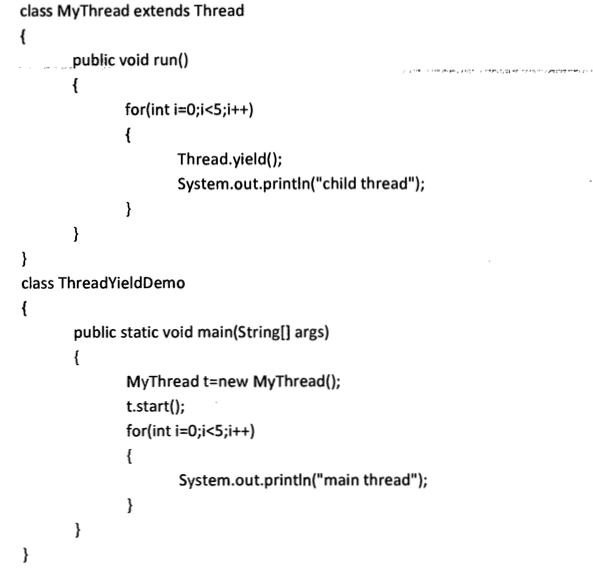 class MyThread extends Thread
{
public void run()
{
for(int i=0;i<5;i++)
{
Thread.yield();
System.out.println("child thread");
}
}
}
class ThreadYieldDemo
{
public static void main(String[] args)
{
MyThread t=new MyThread();
t.start();
for(int i=0;i<5;i++)
{
System.out.println("main thread");
}
}
}